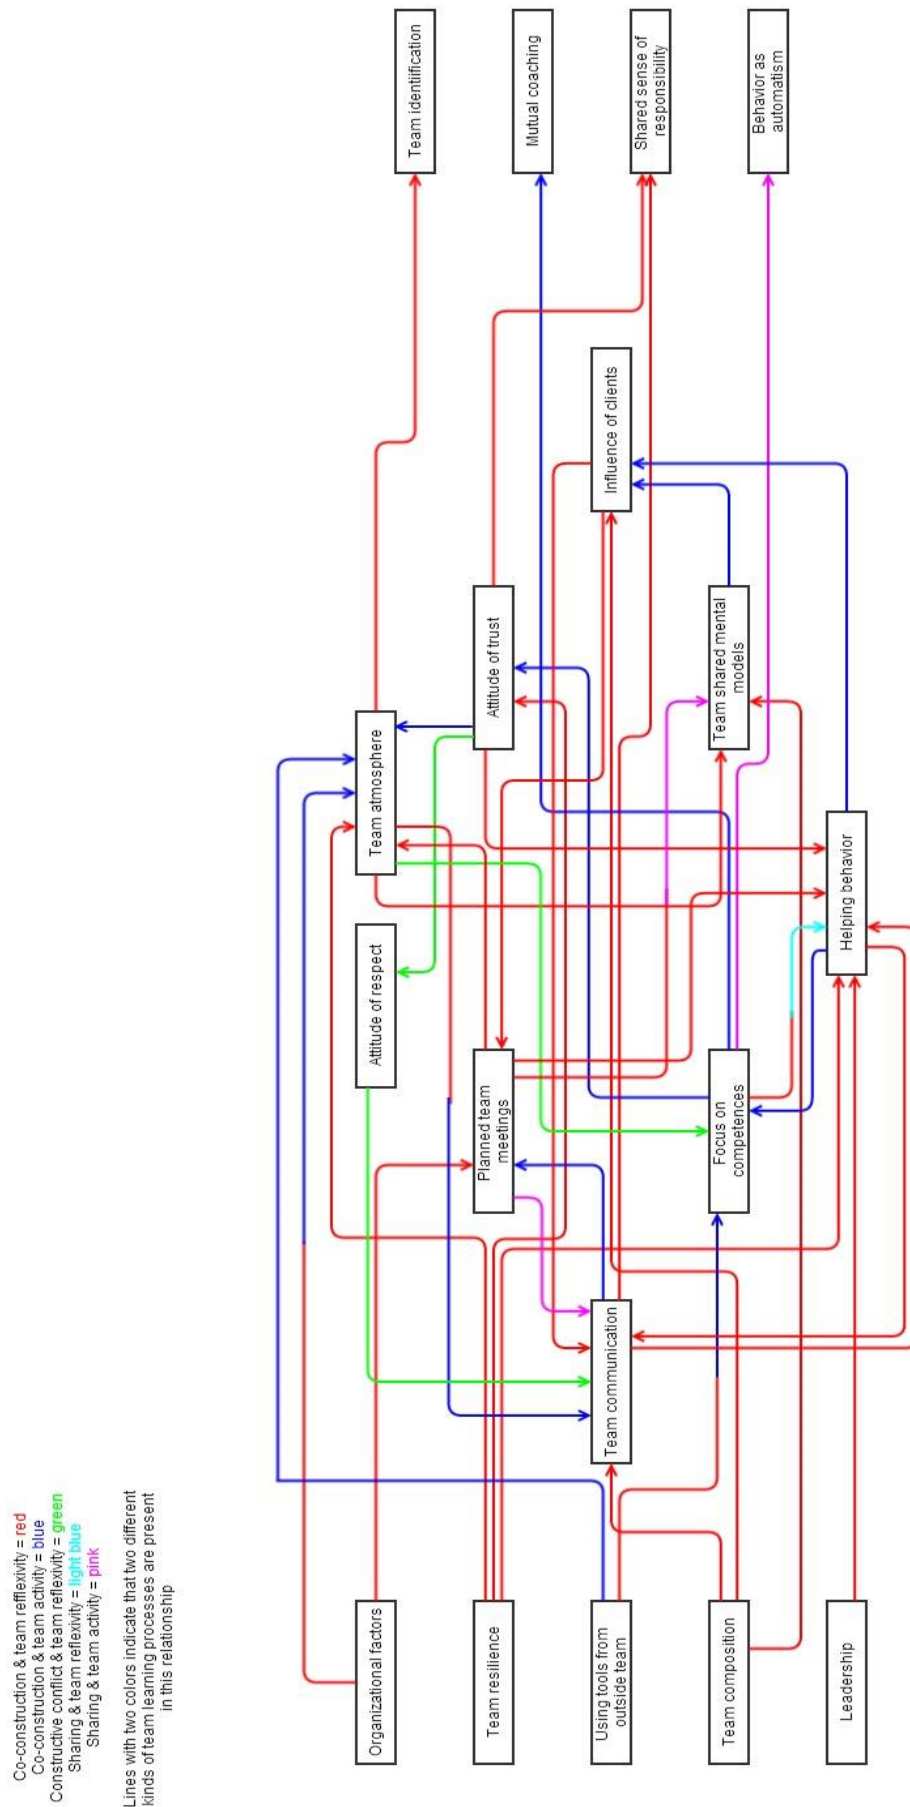 Co-construction & team refflexivity = red
Co-construction & team activity = blue
Constructive conflict & team reflexivity = green
Sharing & team reflexivity = light blue
Sharing & team activity = pink
Lines with two colors indicate that two different
kinds of team learning processes are present
in this relationship
Organizational factors
Team resilience
Using tools from
outside team
Team composition
Leadership
Team communication
Attitude of respect
Planned team
meetings
Focus on
competences
Team atmosphere
Helping behavior
Attitude of trust
Team shared mental
models
Influence of clients
Team identiification
Mutual coaching
Shared sense of
responsibility
Behavior as
automatism